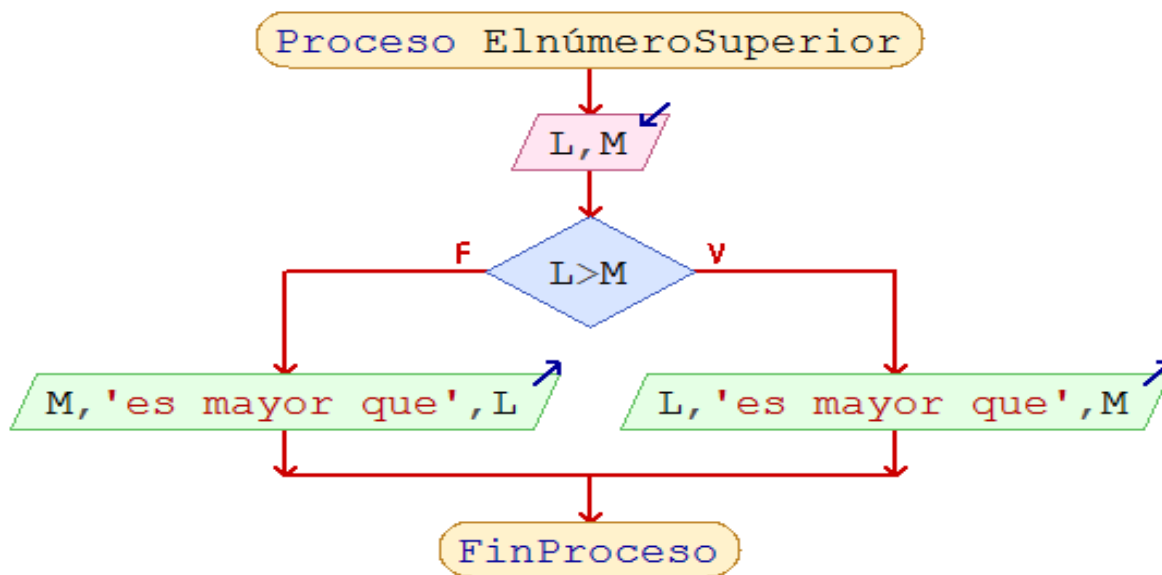 Proceso ElnúmeroSuperior
L,M
L>M
F
V
M,'es mayor que',L
L,'es mayor que',M
FinProceso